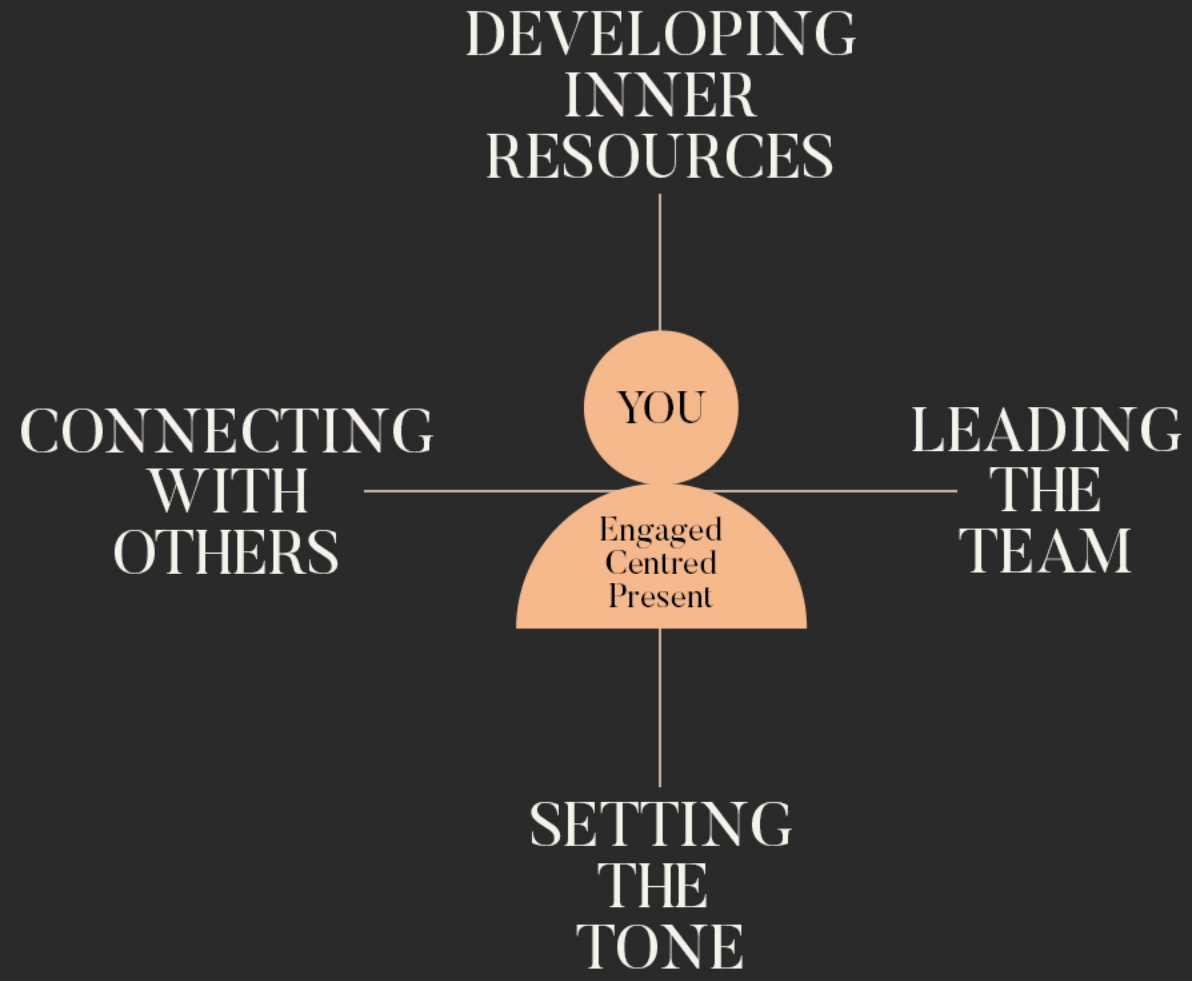 DEVELOPING
INNER
RESOURCES
YOU
CONNECTING
WITH
OTHERS
LEADING
THE
TEAM
Engaged
Centred
Present
SETTING
THE
TONE